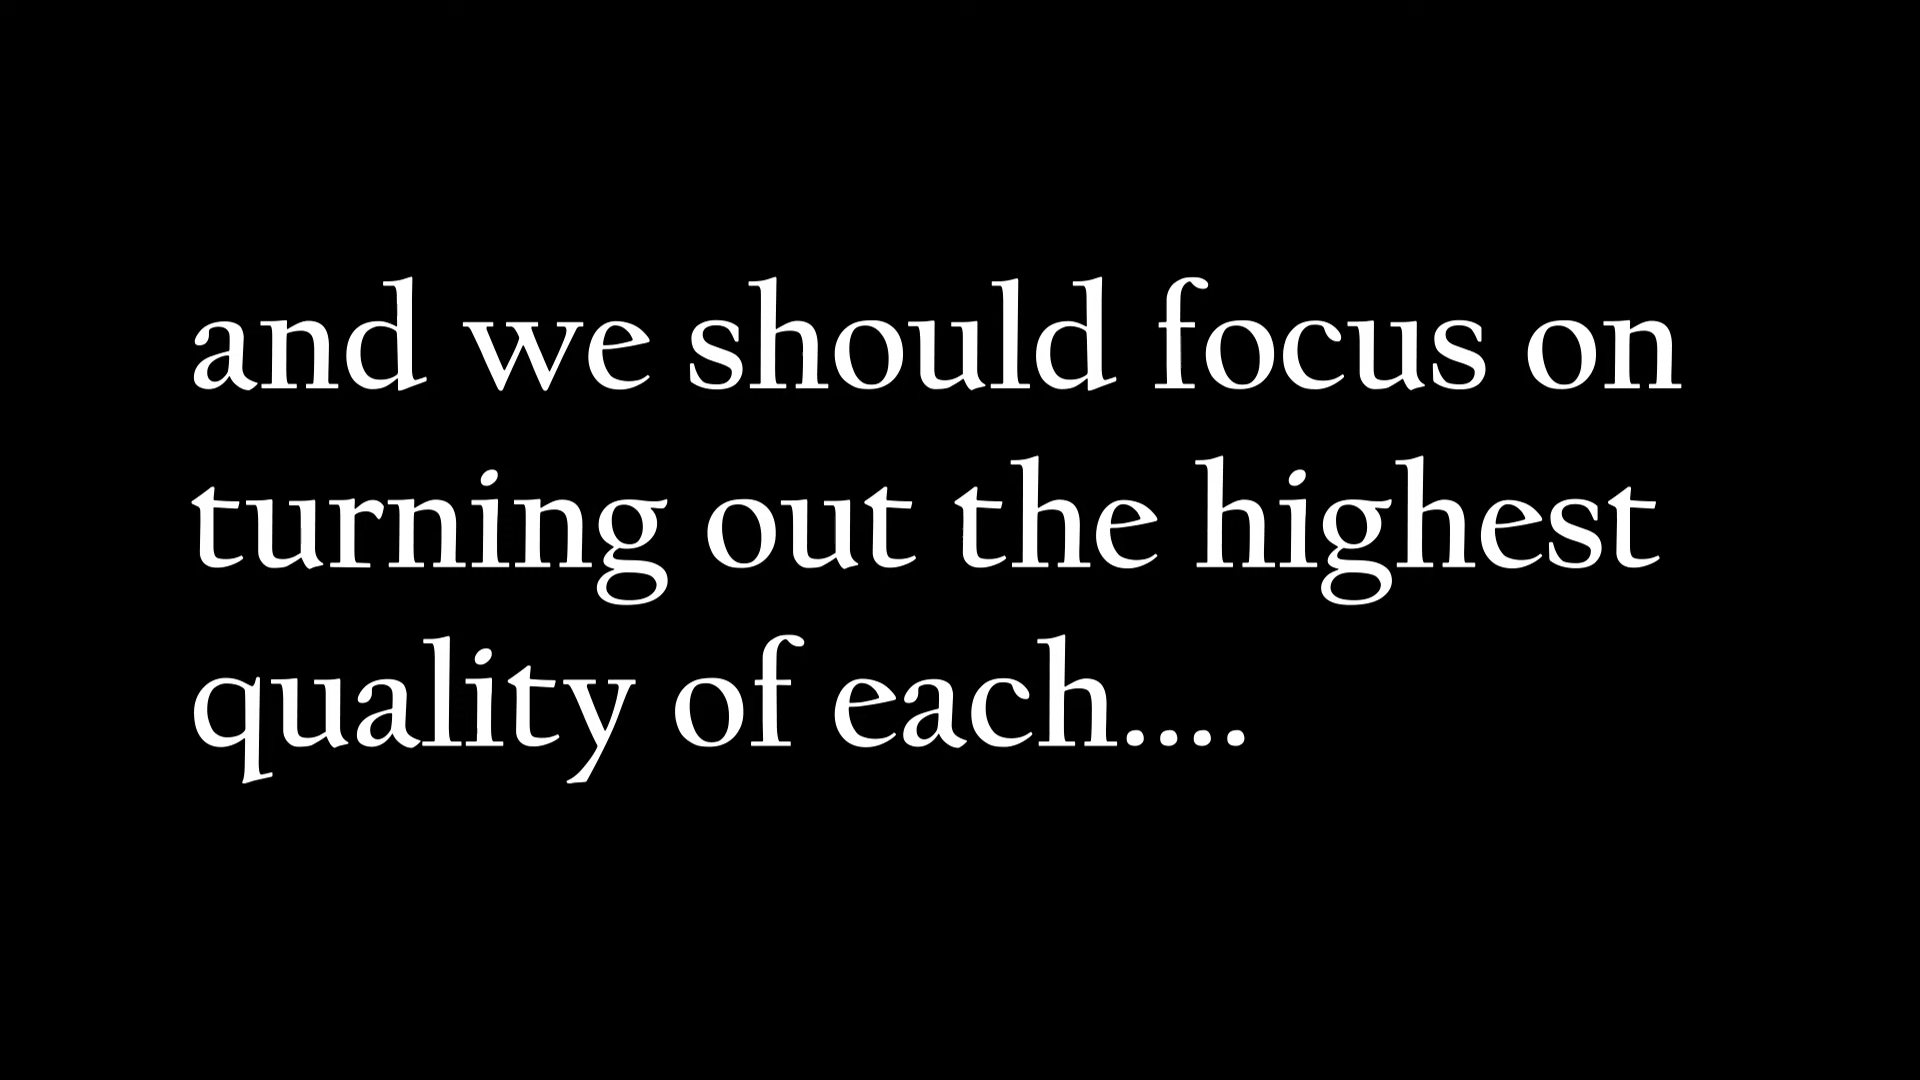 and we should focus on
turning out the highest
quality of each....